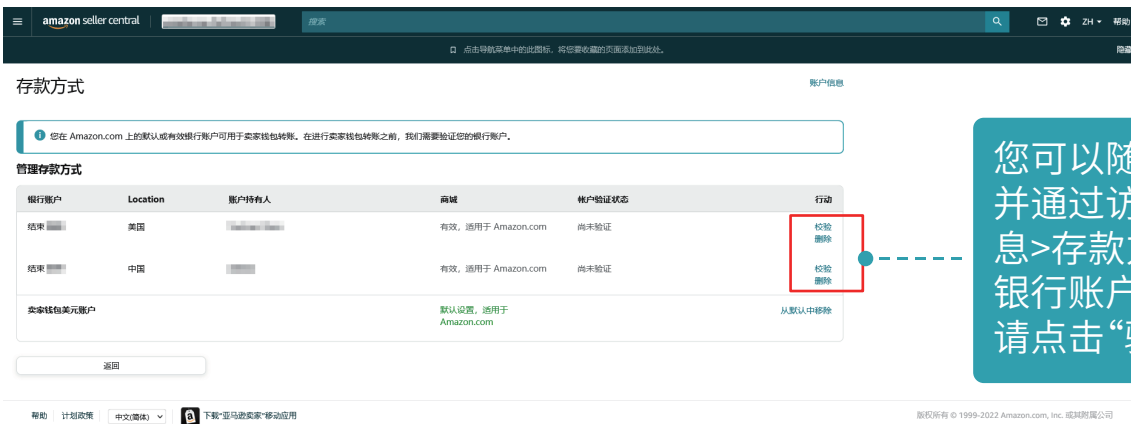 amazon seller central
搜索
ZH
帮助
点击导航菜单中的此图标，将您要收藏的页面添加到此处。
隐藏
存款方式
账户信息
您在 Amazon.com 上的默认或有效银行账户可用于卖家钱包转账。在进行卖家钱包转账之前，我们需要验证您的银行账户。
管理存款方式
银行账户 Location 账户持有人 商城 帐户验证状态 行动
结束 美国 有效，适用于 Amazon.com 尚未验证 校验
删除
结束 中国 有效，适用于 Amazon.com 尚未验证 校验
删除
卖家钱包美元账户 默认设置，适用于 从默认中移除
Amazon.com
返回
您可以随
并通过访
息>存款
银行账户
请点击“
帮助 计划政策 中文(简体) a 下载“亚马逊卖家”移动应用
版权所有 © 1999-2022 Amazon.com, Inc. 或其附属公司